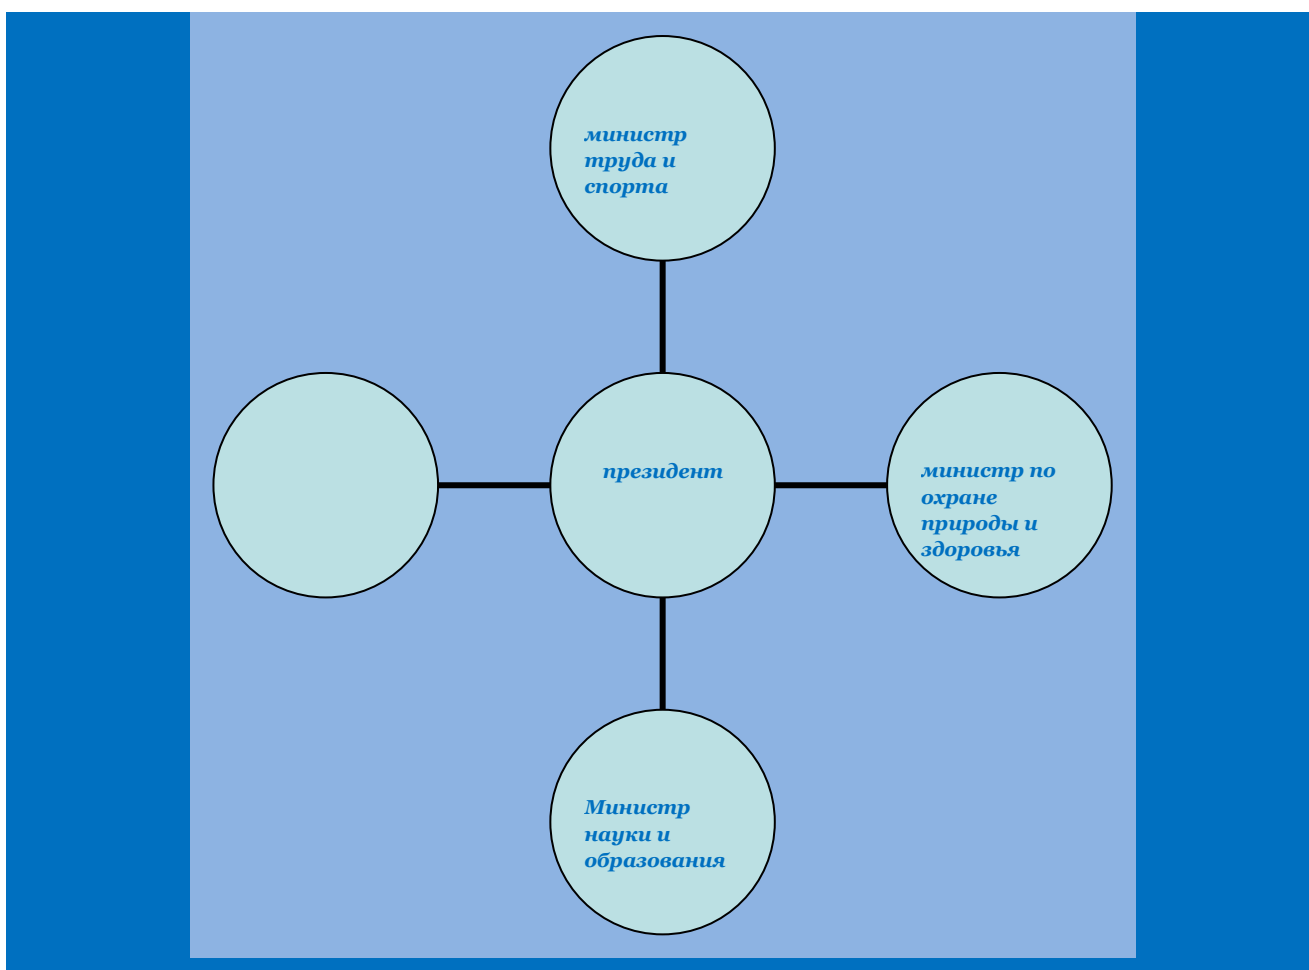 министр
труда и
спорта
президент
министр по
охране
природы и
здоровья
Министр
науки и
образования